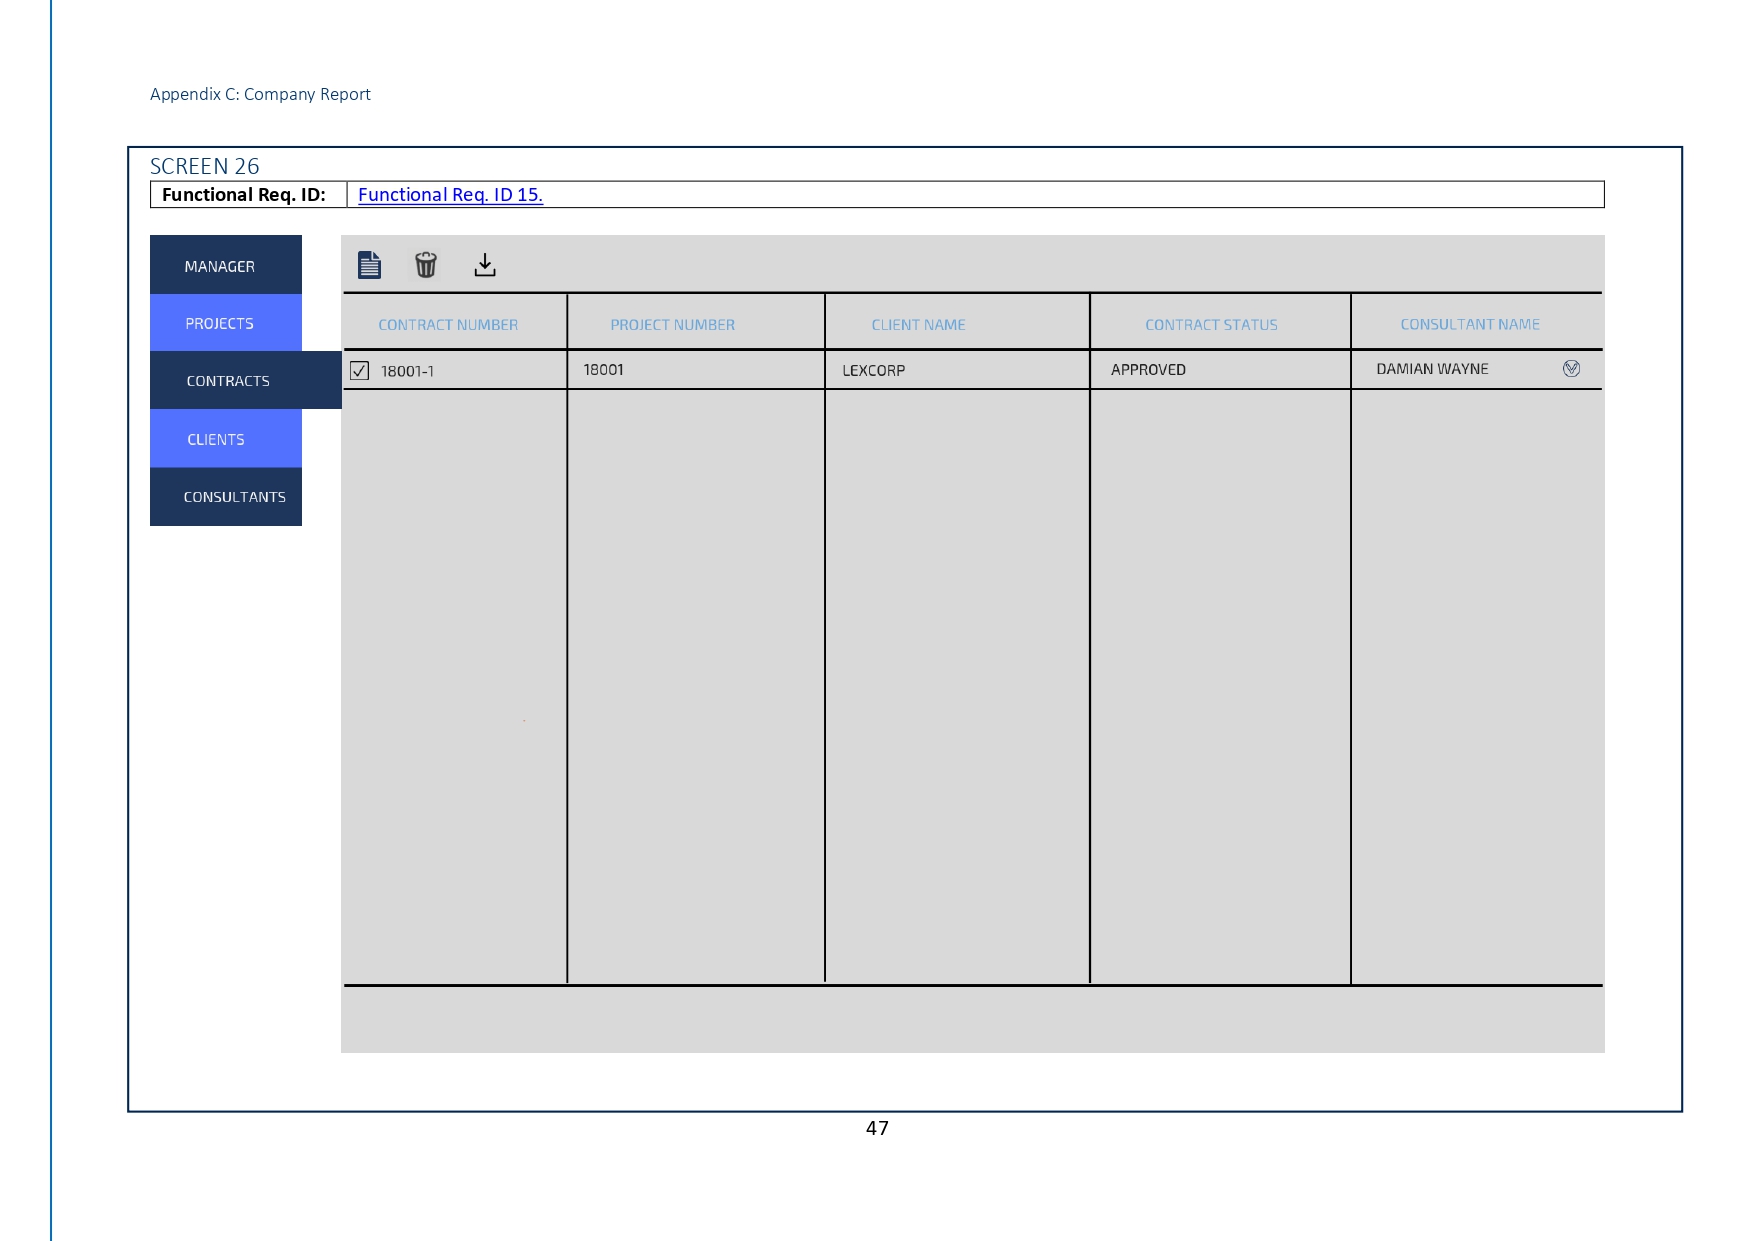 Appendix C: Company Report
SCREEN 26
Functional Req. ID: Functional Req. ID 15.
MANAGER
PROJECTS
CONTRACTS
CLIENTS
CONSULTANTS
CONTRACT NUMBER PROJECT NUMBER CLIENT NAME CONTRACT STATUS CONSULTANT NAME
18001-1 18001 LEXCORP APPROVED DAMIAN WAYNE
47